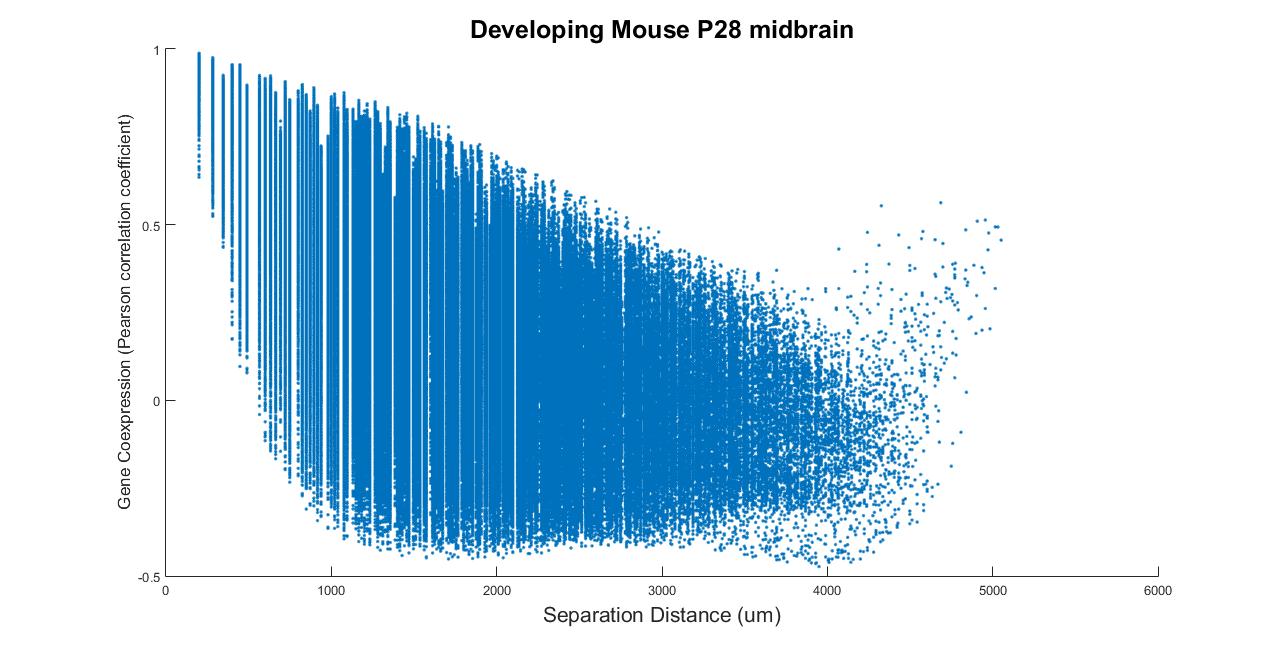 Developing Mouse P28 midbrain
Gene Coexpression (Pearson correlation coefficient)
1
0.5
0
-0.5
0 1000 2000 3000 4000 5000 6000
Separation Distance (um)